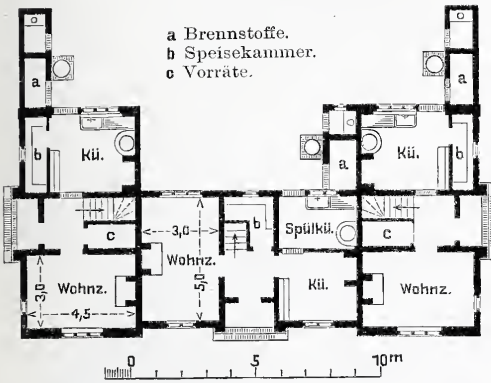 a Brennstoffe.
b Speisekammer.
c Vorräte.
a
a
b
Kü.
a
Kü.
b
c
3,0
Wohnz.
5,0
b
Spülkü.
c
3,0
Wohnz.
4,5
Kü.
Wohnz.
0 5 10 m